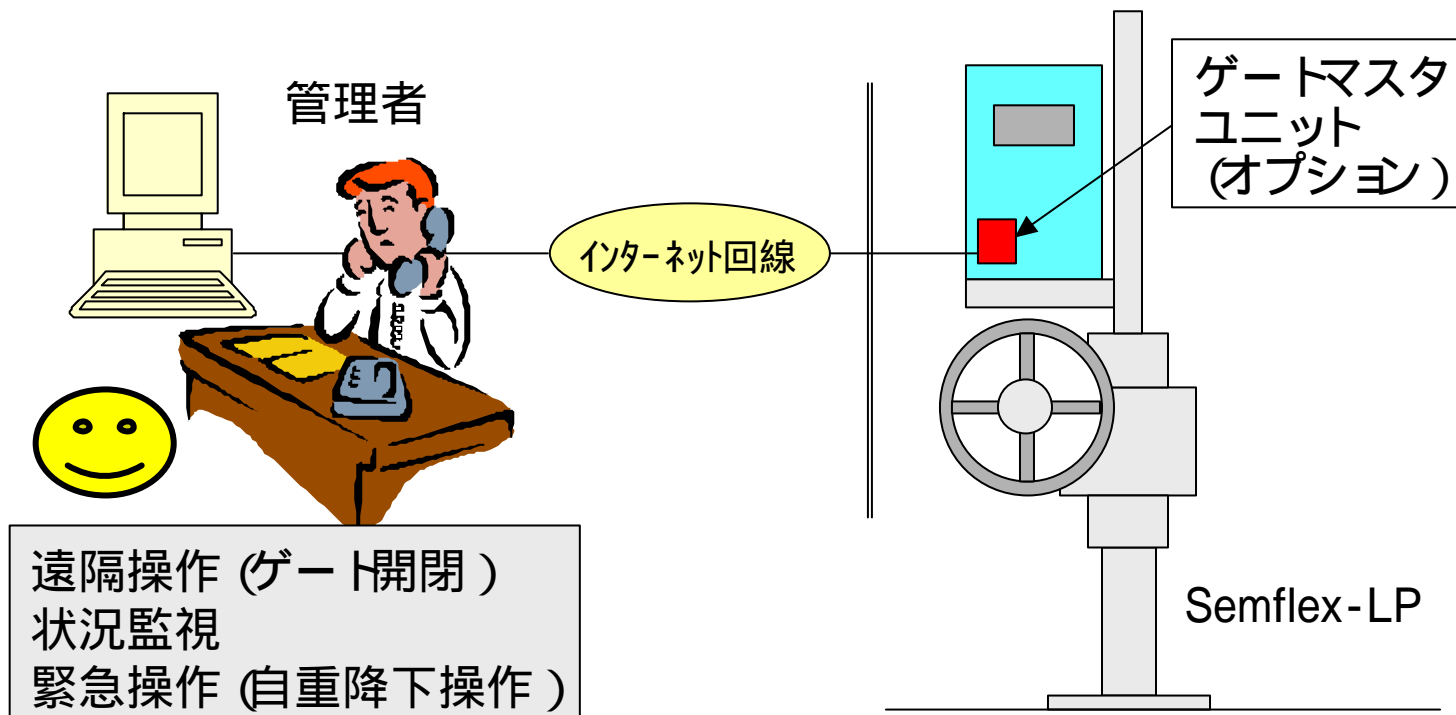 管理者
ゲートマスタ
ユニット
(オプション)
インターネット回線
遠隔操作(ゲート開閉)
状況監視
緊急操作(自重降下操作)
Semflex-LP